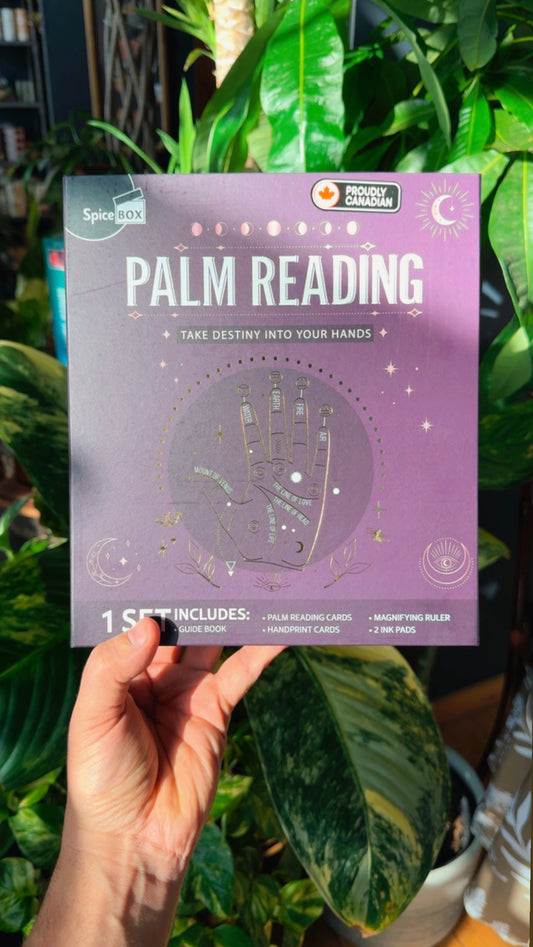 Spice BOX
PROUDLY
CANADIAN
PALM READING
TAKE DESTINY INTO YOUR HANDS
WATER
EARTH
FIRE
AIR
MOUNT OF VENUS
THE LINE OF LOVE
THE LINE OF HEAD
THE LINE OF LIFE
1 SET INCLUDES:
• GUIDE BOOK
• PALM READING CARDS
• HANDPRINT CARDS
• MAGNIFYING RULER
• 2 INK PADS